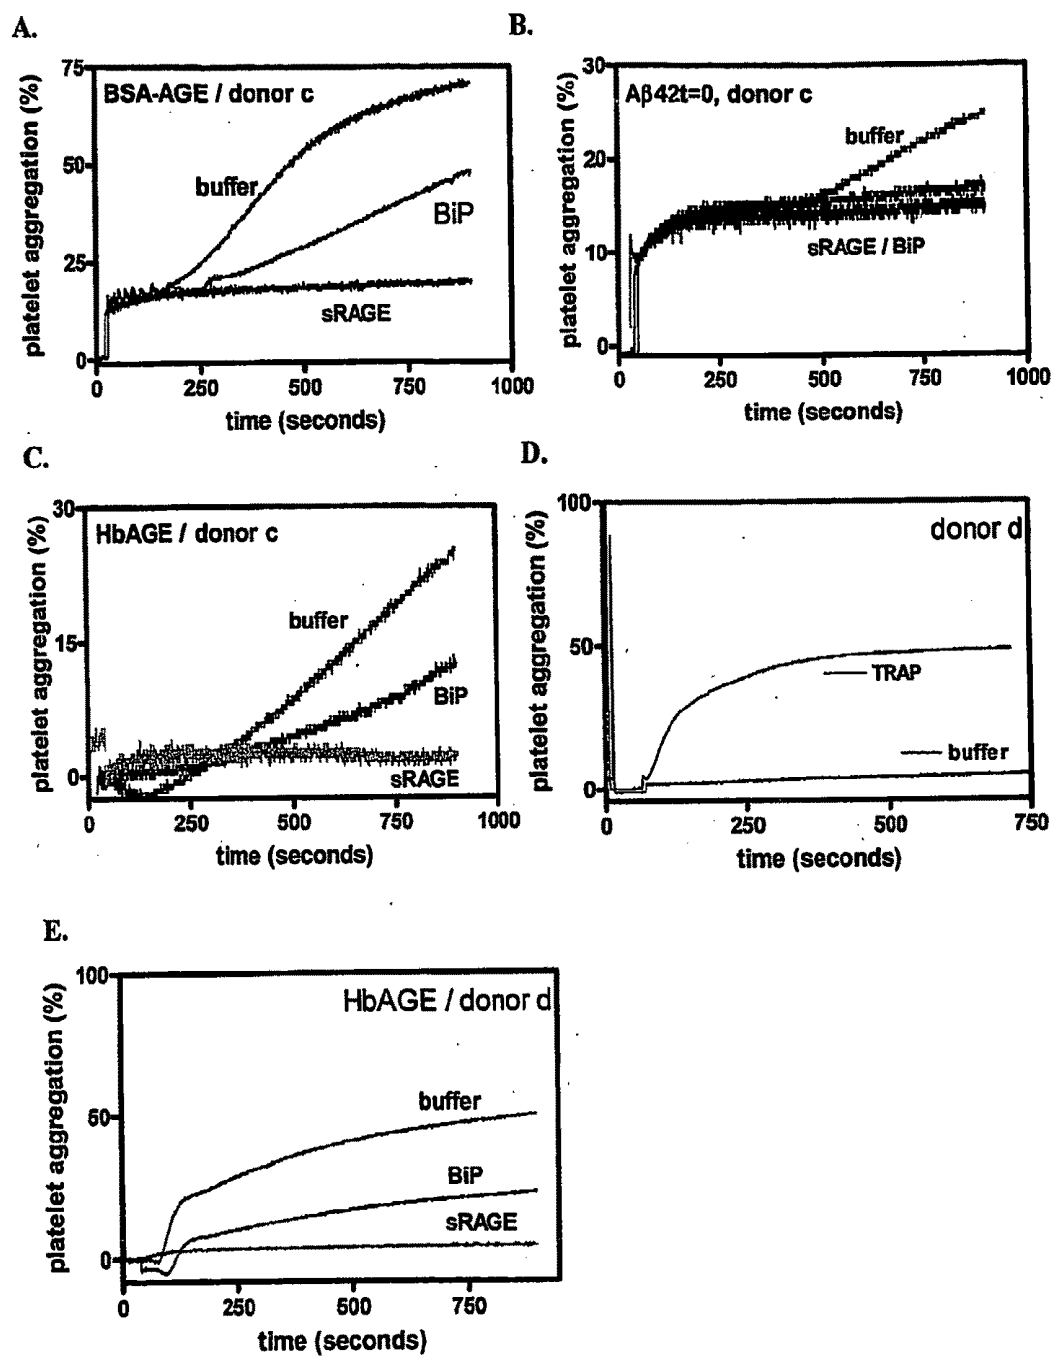 A.
platelet aggregation (%)
75
50
25
0
BSA-AGE / donor c
buffer
BiP
sRAGE
0 250 500 750 1000
time (seconds)
B.
platelet aggregation (%)
30
20
10
0
Aβ42t=0, donor c
buffer
sRAGE / BiP
0 250 500 750 1000
time (seconds)
C.
platelet aggregation (%)
30
15
0
HbAGE / donor c
buffer
BiP
sRAGE
0 250 500 750 1000
time (seconds)
D.
platelet aggregation (%)
100
50
0
donor d
TRAP
buffer
0 250 500 750
time (seconds)
E.
platelet aggregation (%)
100
50
0
HbAGE / donor d
buffer
BiP
sRAGE
0 250 500 750
time (seconds)